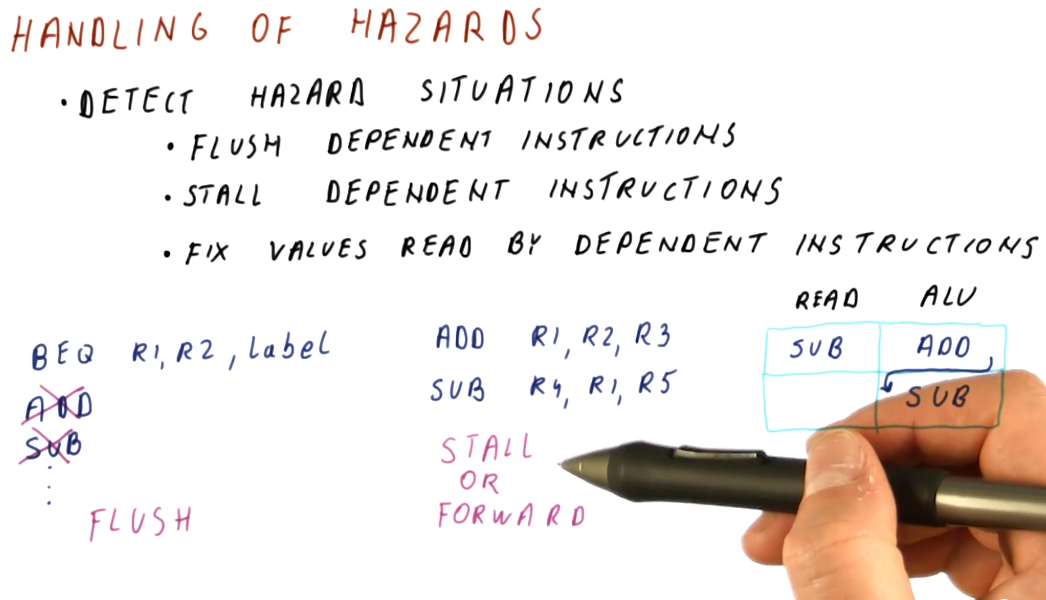 HANDLING OF HAZARDS
• DETECT HAZARD SITUATIONS
• FLUSH DEPENDENT INSTRUCTIONS
• STALL DEPENDENT INSTRUCTIONS
• FIX VALUES READ BY DEPENDENT INSTRUCTIONS
BEQ R1, R2, label
ADD
SUB
⋮
FLUSH
ADD R1, R2, R3
SUB R4, R1, R5
STALL
OR
FORWARD
READ ALU
SUB ADD
SUB